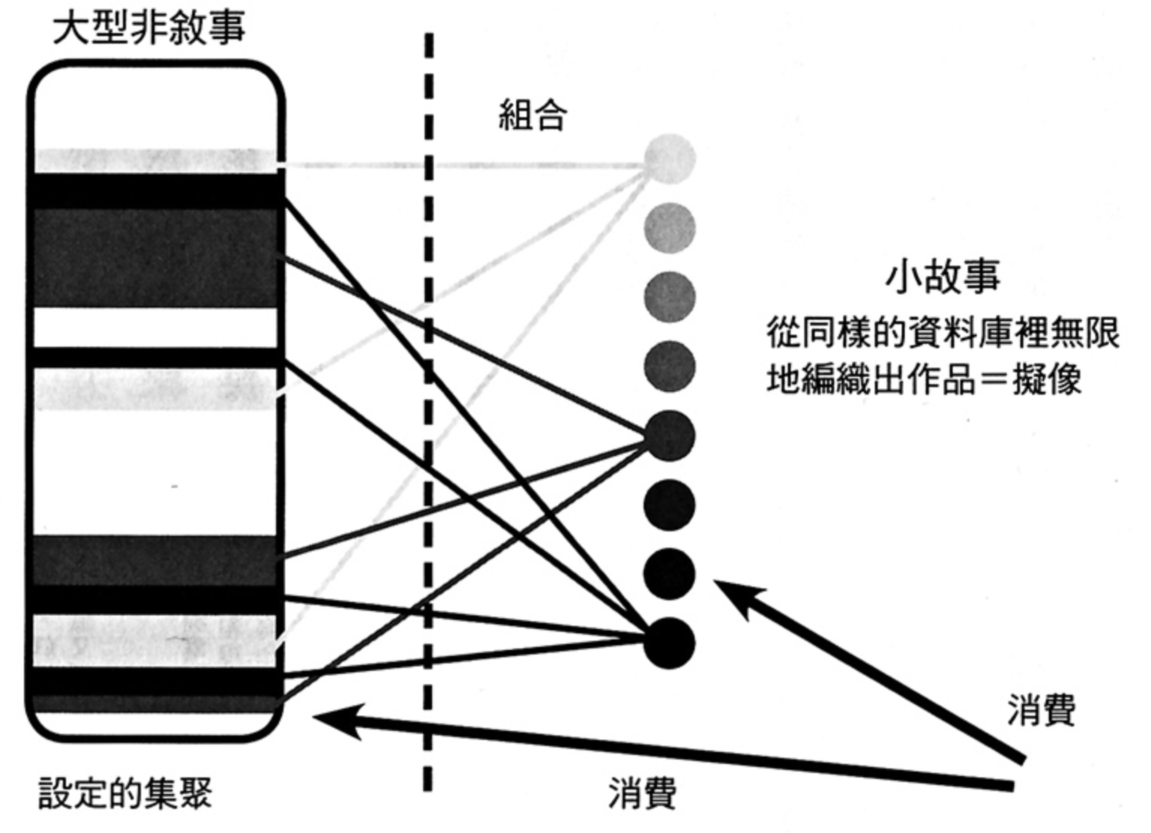 大型非敘事
組合
小故事
從同樣的資料庫裡無限
地編織出作品＝擬像
消費
設定的集聚
消費